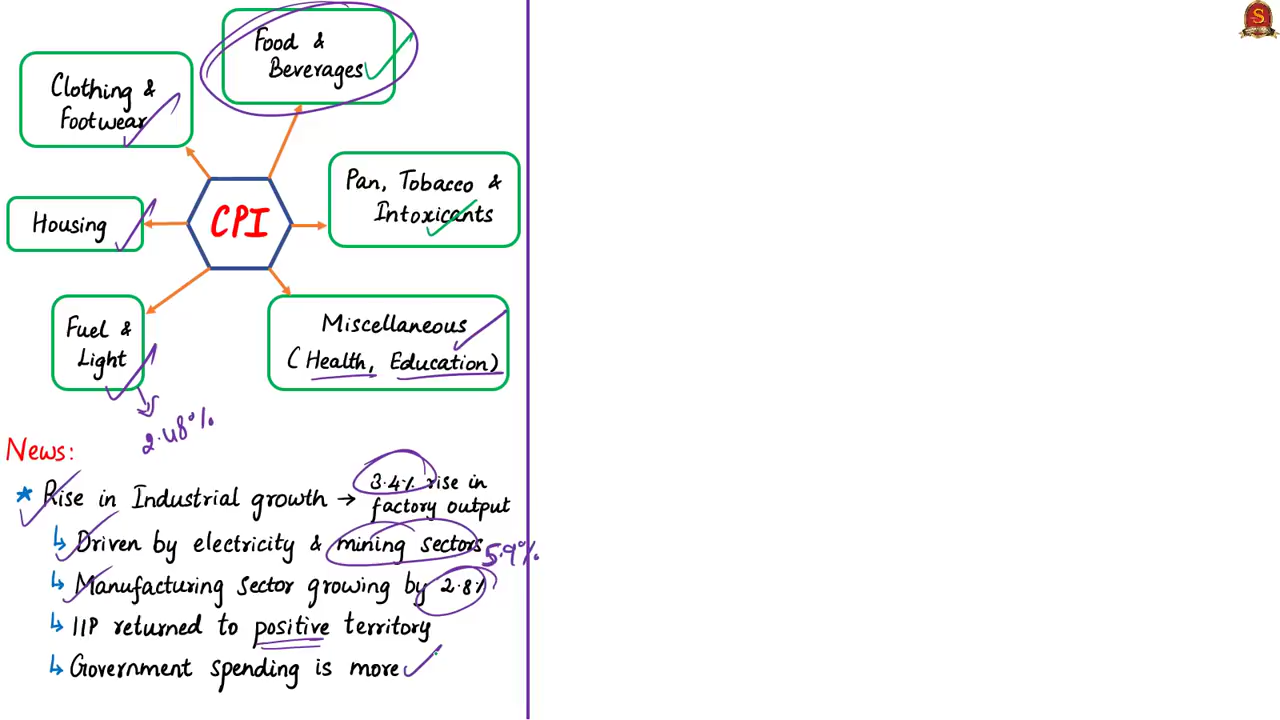 Food &
Beverages
Clothing &
Footwear
Pan, Tobacco &
Intoxicants
Housing
CPI
Fuel &
Light
Miscellaneous
(Health, Education)
2.48%
News:
* Rise in Industrial growth → 3.4% rise in
factory output
↳ Driven by electricity & mining sectors 5.9%
↳ Manufacturing Sector growing by 2.8%
↳ IIP returned to positive territory
↳ Government spending is more
S